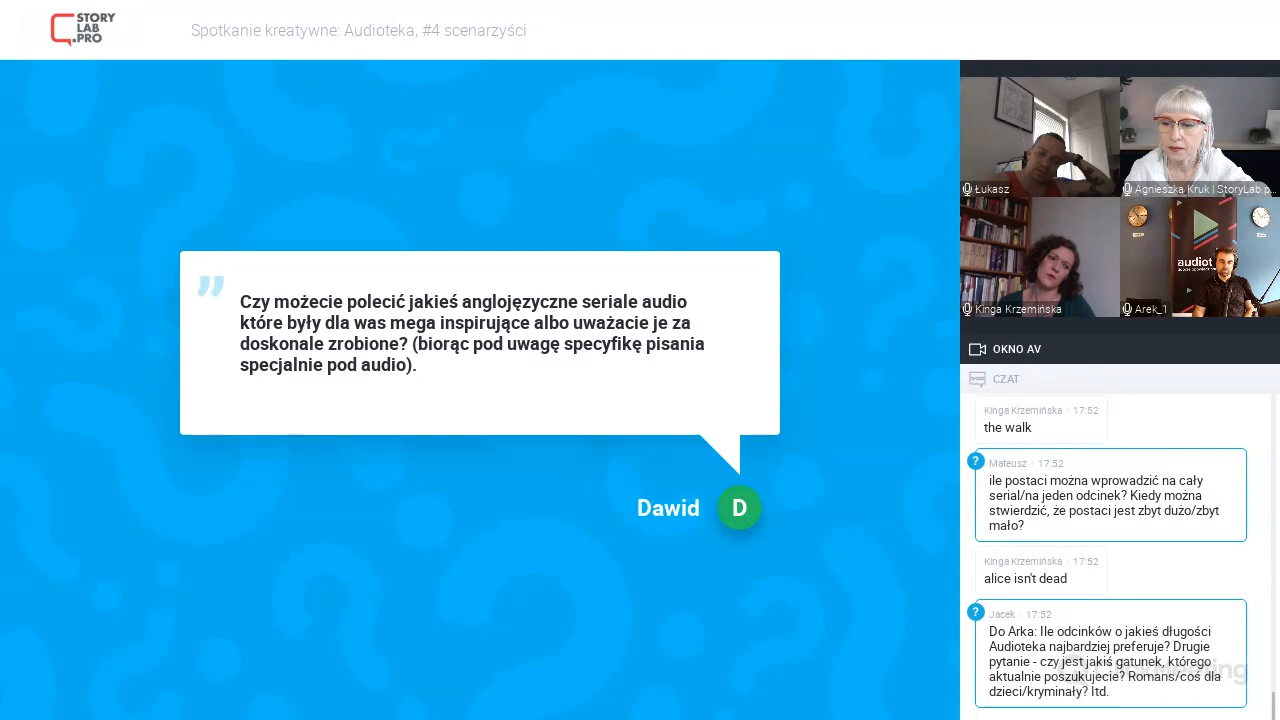 STORY
LAB
.PRO
Spotkanie kreatywne: Audioteka, #4 scenarzyści
Czy możecie polecić jakieś anglojęzyczne seriale audio
które były dla was mega inspirujące albo uważacie je za
doskonale zrobione? (biorąc pod uwagę specyfikę pisania
specjalnie pod audio).
Dawid
D
Łukasz
Agnieszka Kruk | StoryLab.p...
audiot
Kinga Krzemińska
Arek_1
OKNO AV
CZAT
Kinga Krzemińska 17:52
the walk
?
Mateusz 17:52
ile postaci można wprowadzić na cały
serial/na jeden odcinek? Kiedy można
stwierdzić, że postaci jest zbyt dużo/zbyt
mało?
Kinga Krzemińska 17:52
alice isn't dead
?
Jacek 17:52
Do Arka: Ile odcinków o jakieś długości
Audioteka najbardziej preferuje? Drugie
pytanie - czy jest jakiś gatunek, którego
aktualnie poszukujecie? Romans/coś dla
dzieci/kryminały? Itd.